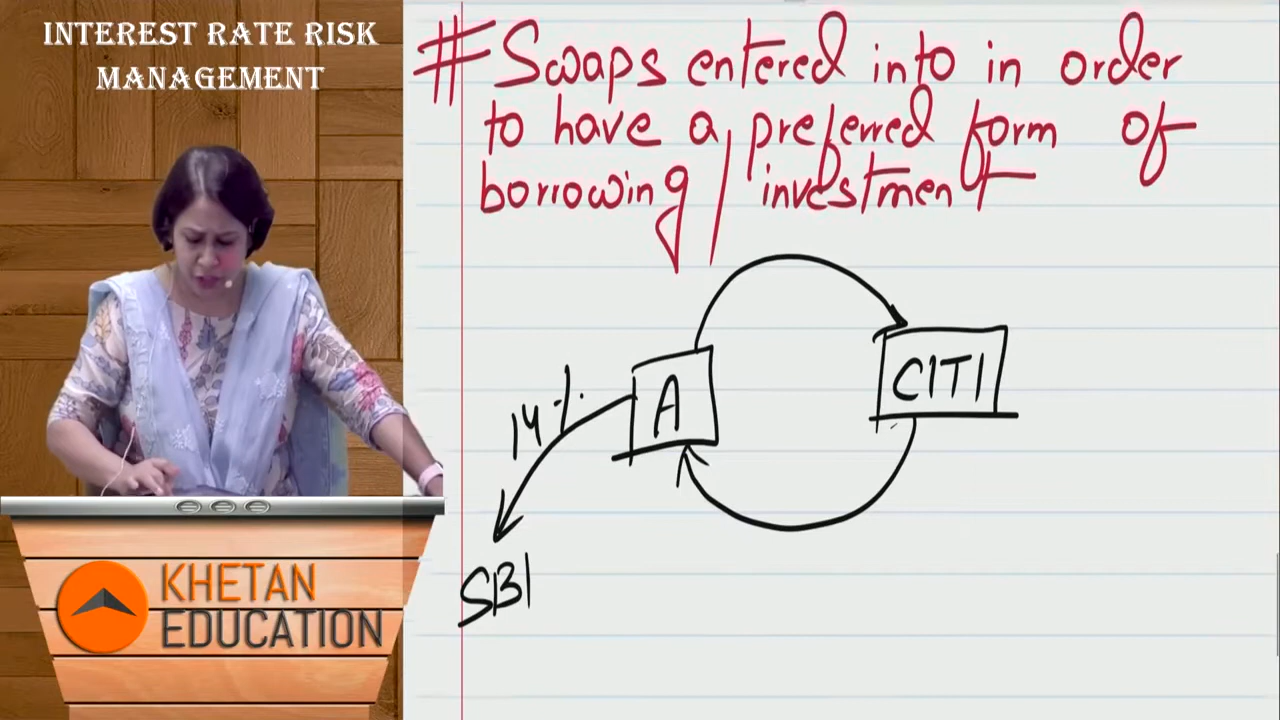 INTEREST RATE RISK
MANAGEMENT
# Swaps entered into in order
to have a preferred form of
borrowing / investment
14%
A
CITI
SBI
KHETAN
EDUCATION